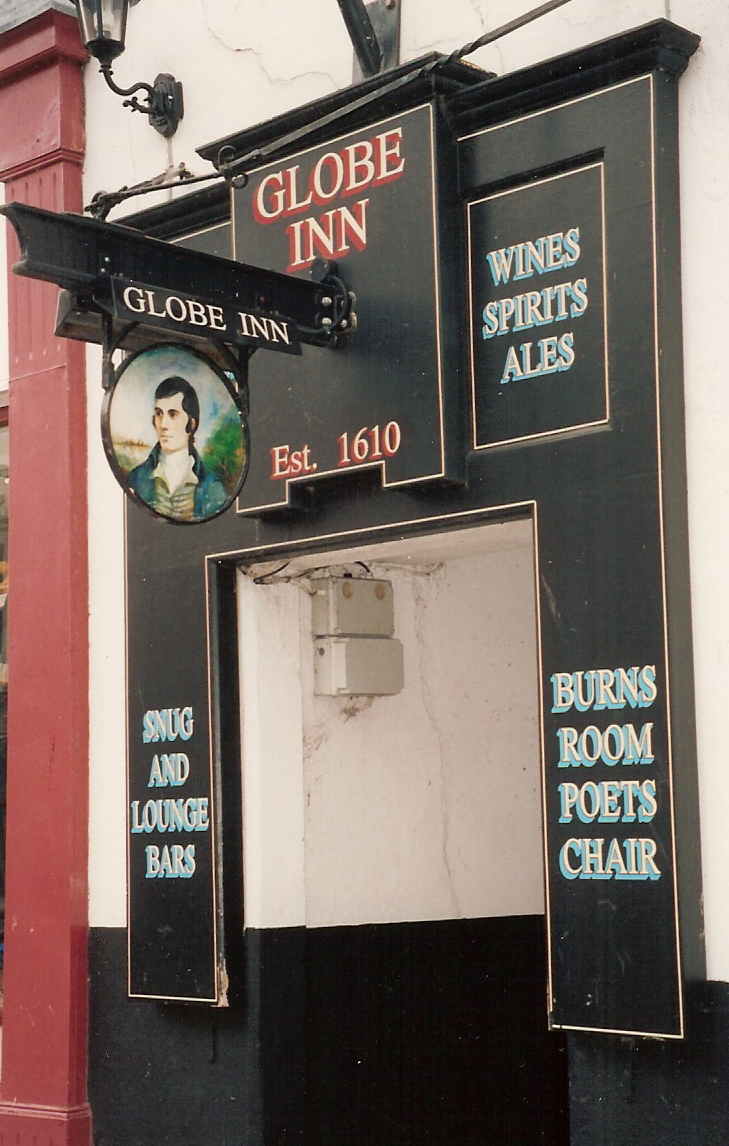 GLOBE
INN
GLOBE INN
Est. 1610
WINES
SPIRITS
ALES
SNUG
AND
LOUNGE
BARS
BURNS
ROOM
POETS
CHAIR